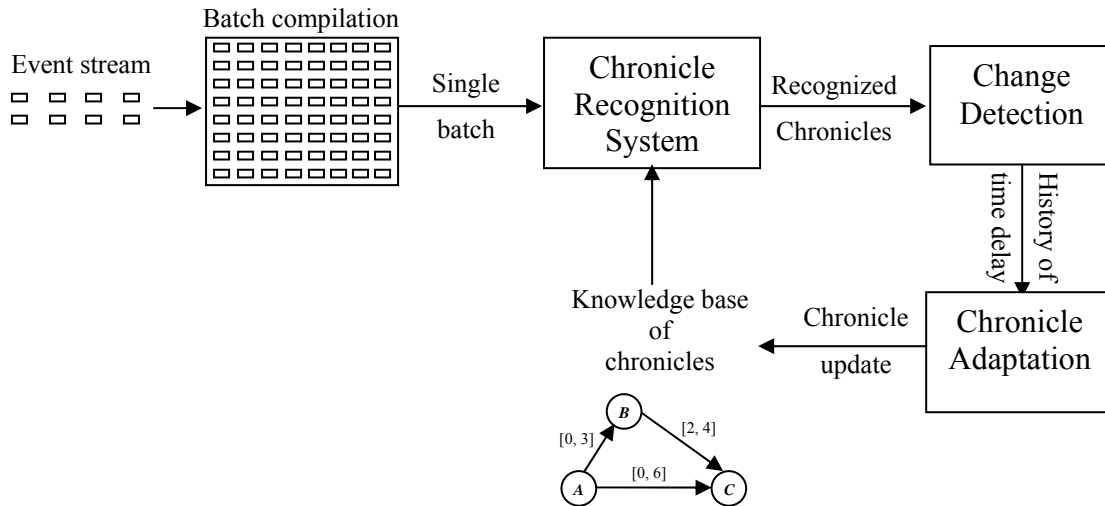 Batch compilation
Event stream
Single
batch
Chronicle
Recognition
System
Recognized
Chronicles
Change
Detection
History of
time delay
Chronicle
Adaptation
Chronicle
update
Knowledge base
of
chronicles
B
[0, 3]
[2, 4]
A
[0, 6]
C